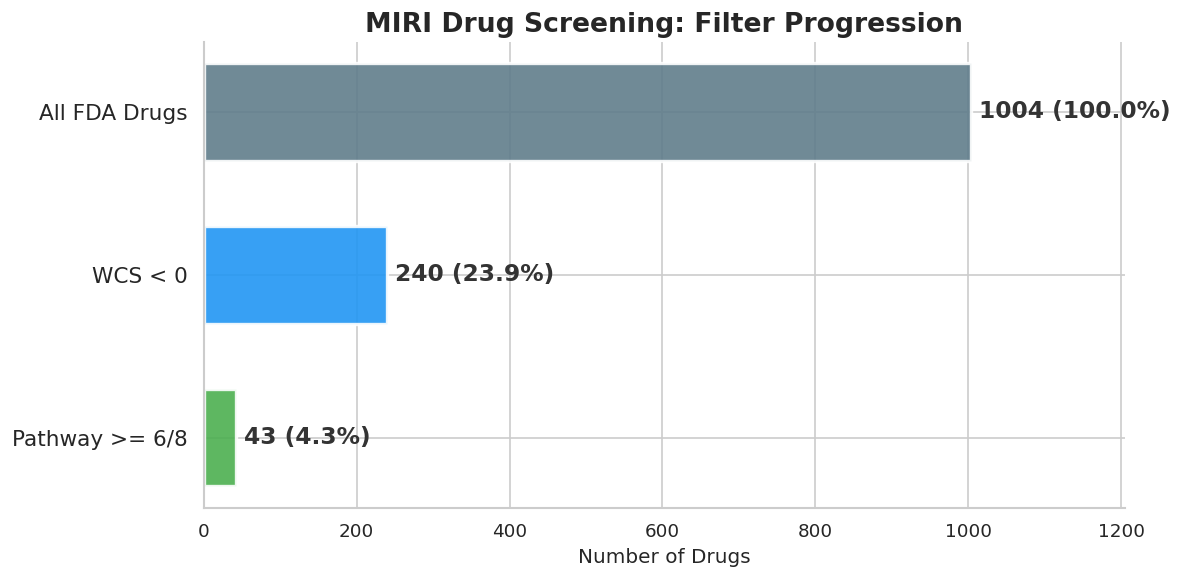 MIRI Drug Screening: Filter Progression
All FDA Drugs
1004 (100.0%)
WCS < 0
240 (23.9%)
Pathway >= 6/8
43 (4.3%)
0 200 400 600 800 1000 1200
Number of Drugs